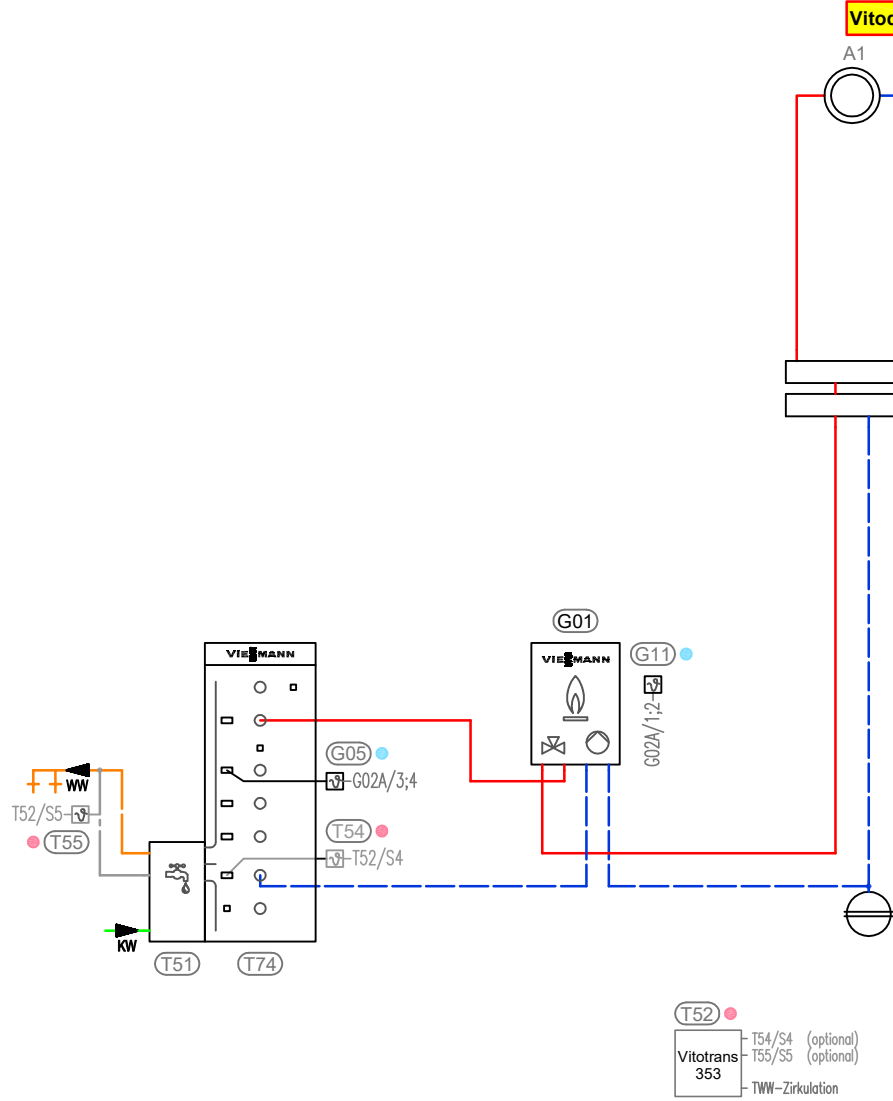 Vitod
A1
G01
VIESMANN
VIESMANN
G11
G02A/1;2
G05
G02A/3;4
WW
T52/S5
T55
T54
T52/S4
KW
T51
T74
T52
Vitotrans
353
T54/S4 (optional)
T55/S5 (optional)
TWW-Zirkulation